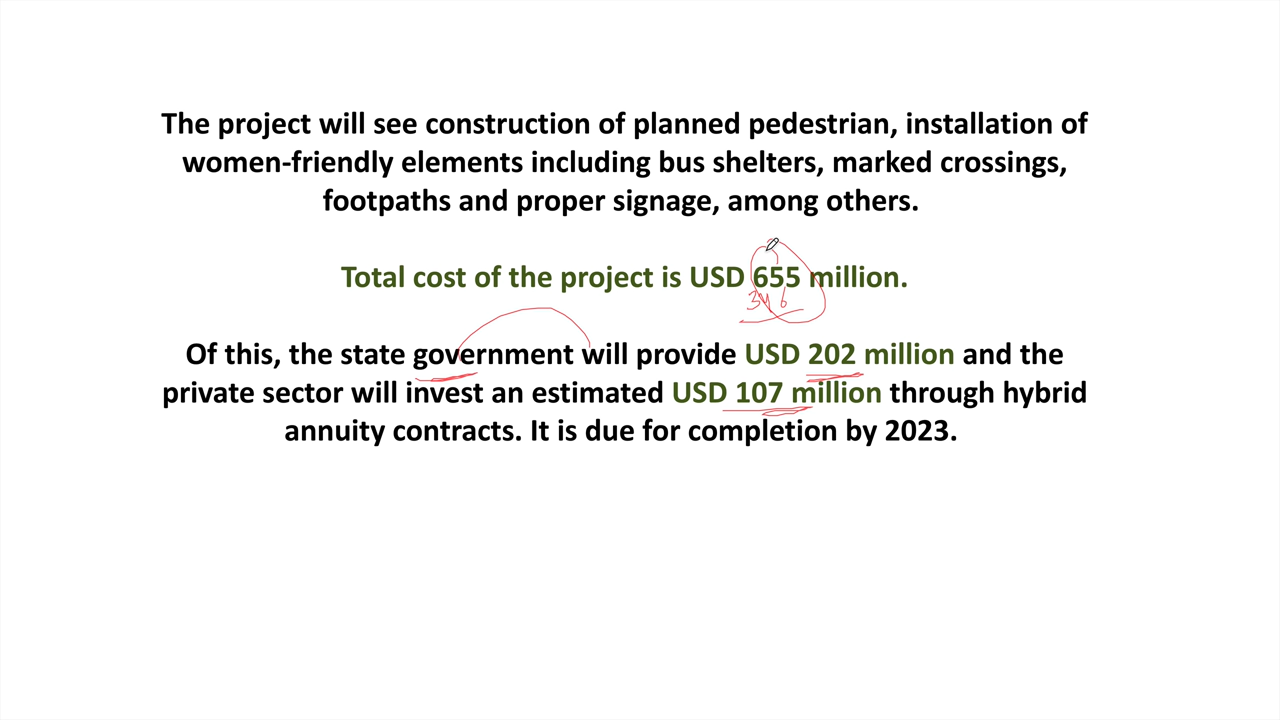 The project will see construction of planned pedestrian, installation of
women-friendly elements including bus shelters, marked crossings,
footpaths and proper signage, among others.
Total cost of the project is USD 655 million.
346
Of this, the state government will provide USD 202 million and the
private sector will invest an estimated USD 107 million through hybrid
annuity contracts. It is due for completion by 2023.